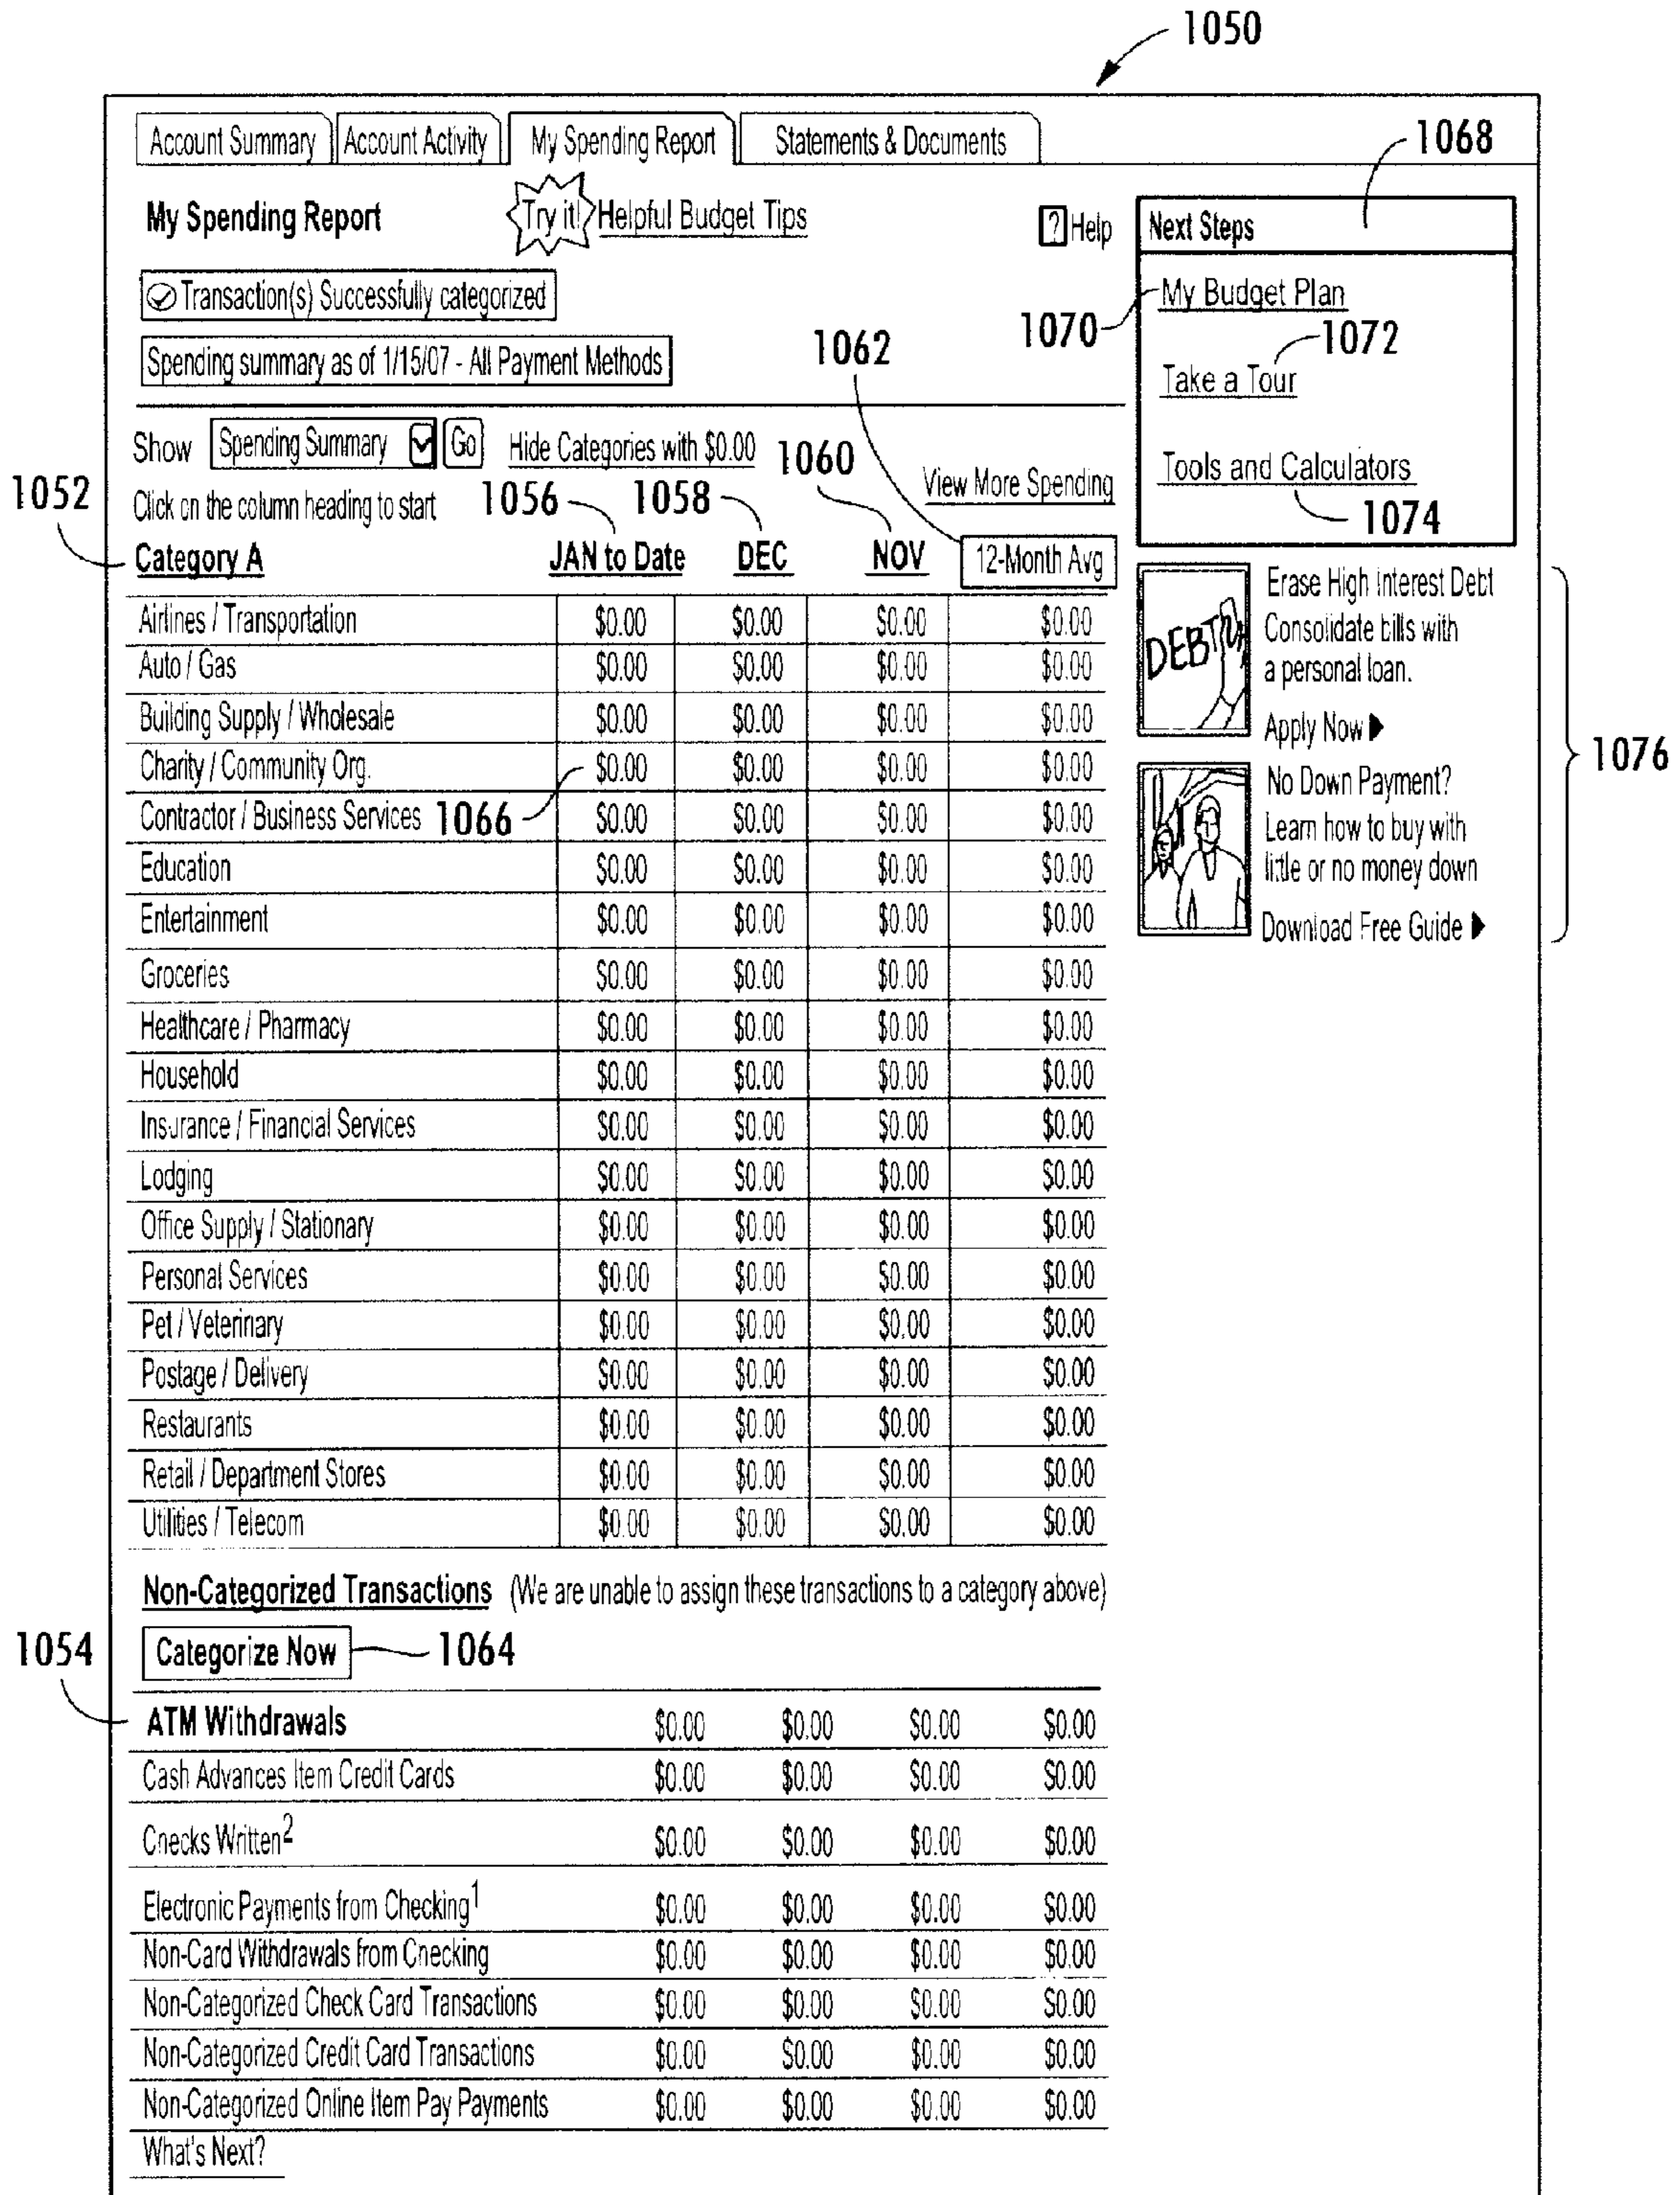 1050
Account Summary Account Activity My Spending Report Statements & Documents
1068
My Spending Report Try it! Helpful Budget Tips ? Help
Next Steps
Transaction(s) Successfully categorized
My Budget Plan
1070
1072
Spending summary as of 1/15/07 - All Payment Methods
1062
Take a Tour
Show Spending Summary Go Hide Categories with $0.00
1060
View More Spending
Tools and Calculators
1074
1052
Click on the column heading to start
1056 1058
Category A JAN to Date DEC NOV 12-Month Avg
Airlines / Transportation $0.00 $0.00 $0.00 $0.00
Auto / Gas $0.00 $0.00 $0.00 $0.00
Building Supply / Wholesale $0.00 $0.00 $0.00 $0.00
Charity / Community Org. $0.00 $0.00 $0.00 $0.00
Contractor / Business Services 1066 $0.00 $0.00 $0.00 $0.00
Education $0.00 $0.00 $0.00 $0.00
Entertainment $0.00 $0.00 $0.00 $0.00
Groceries $0.00 $0.00 $0.00 $0.00
Healthcare / Pharmacy $0.00 $0.00 $0.00 $0.00
Household $0.00 $0.00 $0.00 $0.00
Insurance / Financial Services $0.00 $0.00 $0.00 $0.00
Lodging $0.00 $0.00 $0.00 $0.00
Office Supply / Stationary $0.00 $0.00 $0.00 $0.00
Personal Services $0.00 $0.00 $0.00 $0.00
Pet / Veterinary $0.00 $0.00 $0.00 $0.00
Postage / Delivery $0.00 $0.00 $0.00 $0.00
Restaurants $0.00 $0.00 $0.00 $0.00
Retail / Department Stores $0.00 $0.00 $0.00 $0.00
Utilities / Telecom $0.00 $0.00 $0.00 $0.00
DEBT
Erase High Interest Debt
Consolidate bills with
a personal loan.
Apply Now
1076
No Down Payment?
Learn how to buy with
little or no money down
Download Free Guide
Non-Categorized Transactions (We are unable to assign these transactions to a category above)
1054
Categorize Now 1064
ATM Withdrawals $0.00 $0.00 $0.00 $0.00
Cash Advances Item Credit Cards $0.00 $0.00 $0.00 $0.00
Checks Written2 $0.00 $0.00 $0.00 $0.00
Electronic Payments from Checking1 $0.00 $0.00 $0.00 $0.00
Non-Card Withdrawals from Checking $0.00 $0.00 $0.00 $0.00
Non-Categorized Check Card Transactions $0.00 $0.00 $0.00 $0.00
Non-Categorized Credit Card Transactions $0.00 $0.00 $0.00 $0.00
Non-Categorized Online Item Pay Payments $0.00 $0.00 $0.00 $0.00
What's Next?